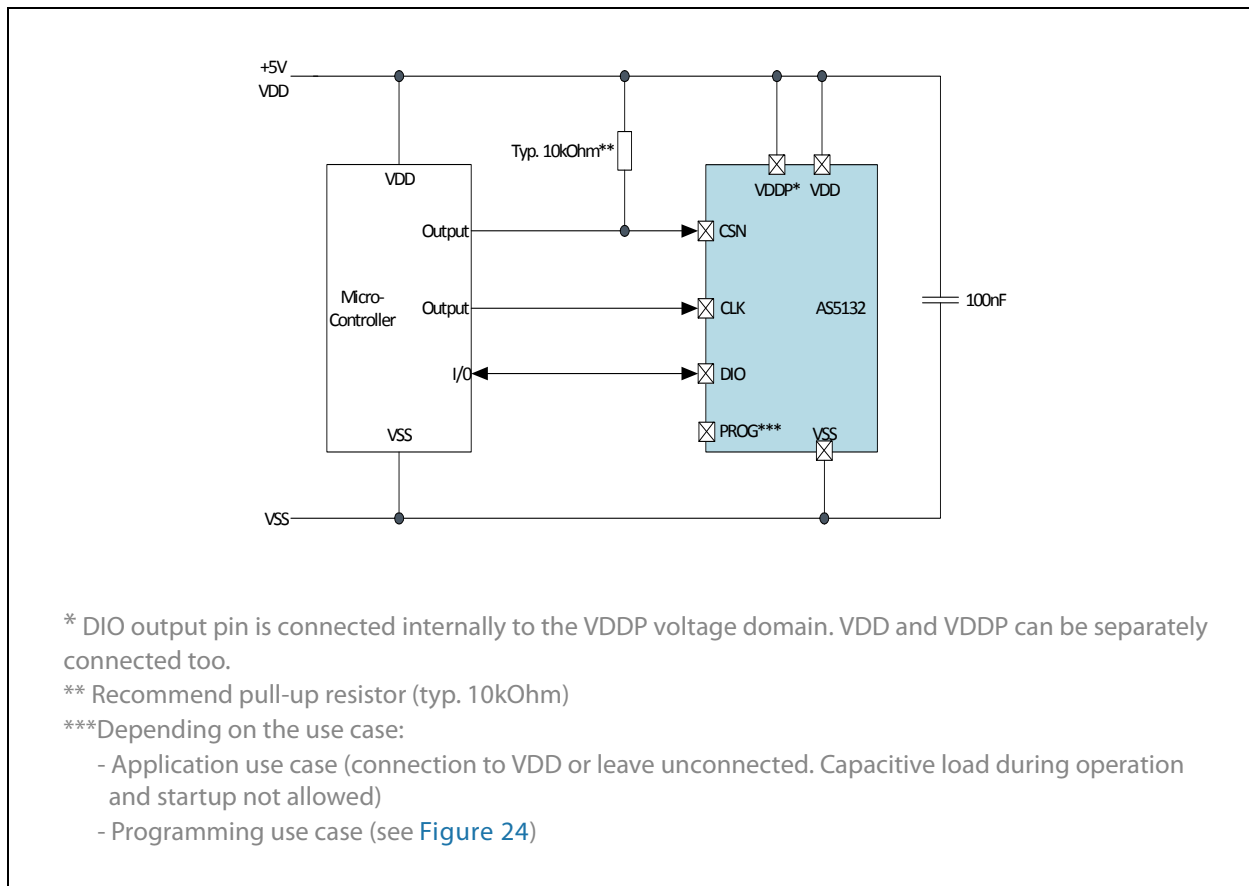 +5V
VDD
Typ. 10kOhm**
VDD
VDDP*
VDD
Output
CSN
Micro-
Controller
Output
CLK
AS5132
100nF
I/0
DIO
VSS
PROG***
VSS
VSS
* DIO output pin is connected internally to the VDDP voltage domain. VDD and VDDP can be separately
connected too.
** Recommend pull-up resistor (typ. 10kOhm)
***Depending on the use case:
- Application use case (connection to VDD or leave unconnected. Capacitive load during operation
and startup not allowed)
- Programming use case (see Figure 24)